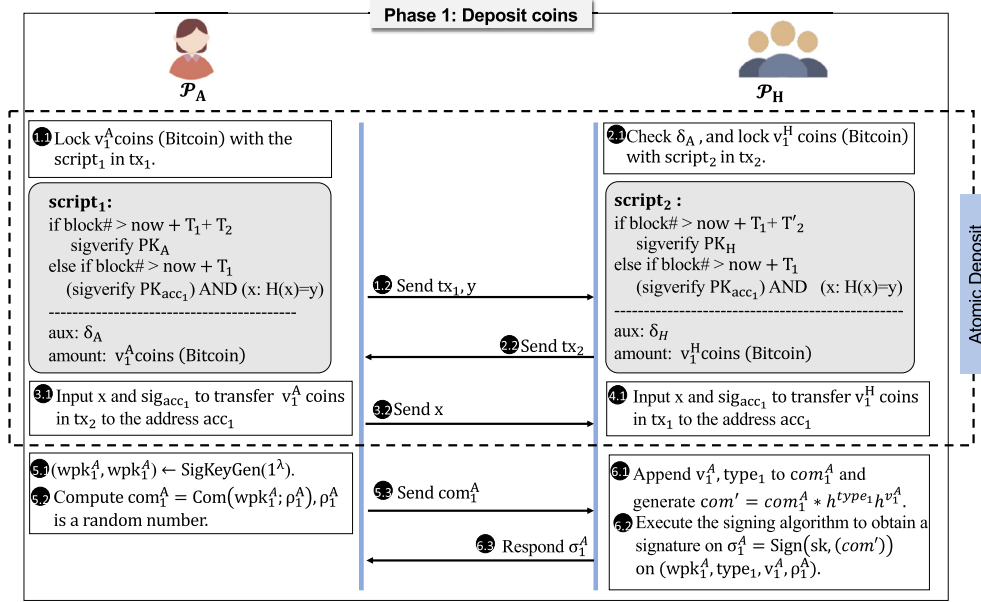 Phase 1: Deposit coins
𝒫A
𝒫H
1.1 Lock v₁ᴬcoins (Bitcoin) with the
script₁ in tx₁.
script₁:
if block# > now + T₁+ T₂
sigverify PKA
else if block# > now + T₁
(sigverify PKacc₁) AND (x: H(x)=y)
aux: δA
amount: v₁ᴬcoins (Bitcoin)
3.1 Input x and sigacc₁ to transfer v₁ᴬ coins
in tx₂ to the address acc₁
5.1 (wpk₁ᴬ, wpk₁ᴬ) ← SigKeyGen(1^λ).
6.2 Compute com₁ᴬ = Com(wpk₁ᴬ; ρ₁ᴬ), ρ₁ᴬ
is a random number.
1.2 Send tx₁, y
2.2 Send tx₂
3.2 Send x
5.3 Send com₁ᴬ
6.3 Respond σ₁ᴬ
2.1 Check δA , and lock v₁ᴴ coins (Bitcoin)
with script₂ in tx₂.
script₂ :
if block# > now + T₁+ T′₂
sigverify PKH
else if block# > now + T₁
(sigverify PKacc₁) AND (x: H(x)=y)
aux: δH
amount: v₁ᴴ coins (Bitcoin)
4.1 Input x and sigacc₁ to transfer v₁ᴴ coins
in tx₁ to the address acc₁
6.1 Append v₁ᴬ, type₁ to com₁ᴬ and
generate com′ = com₁ᴬ * h^type₁ h^v₁ᴬ.
6.2 Execute the signing algorithm to obtain a
signature on σ₁ᴬ = Sign(sk, (com′))
on (wpk₁ᴬ, type₁, v₁ᴬ, ρ₁ᴬ).
Atomic Deposit